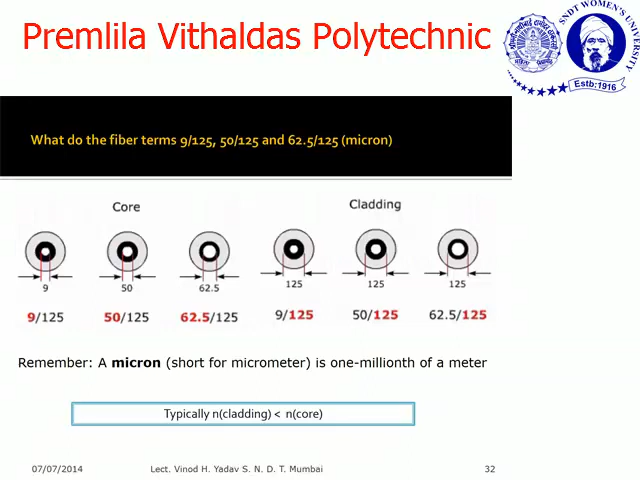 Premlila Vithaldas Polytechnic
SNDT WOMEN'S UNIVERSITY
Estb:1916
What do the fiber terms 9/125, 50/125 and 62.5/125 (micron)
Core
Cladding
9
50
62.5
125
125
125
9/125
50/125
62.5/125
9/125
50/125
62.5/125
Remember: A micron (short for micrometer) is one-millionth of a meter
Typically n(cladding) < n(core)
07/07/2014
Lect. Vinod H. Yadav S. N. D. T. Mumbai
32